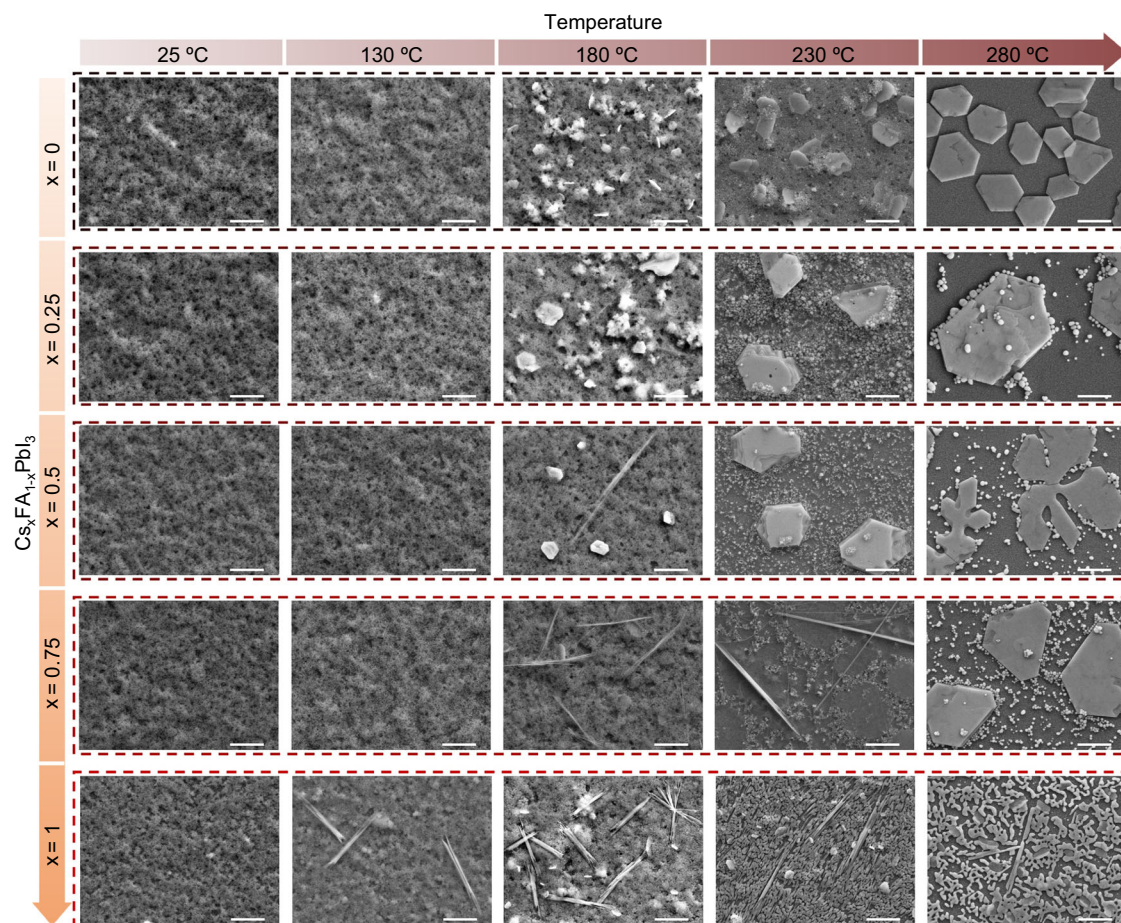 Temperature
25 ºC 130 ºC 180 ºC 230 ºC 280 ºC
CsxFA1-xPbI3
x = 0
x = 0.25
x = 0.5
x = 0.75
x = 1